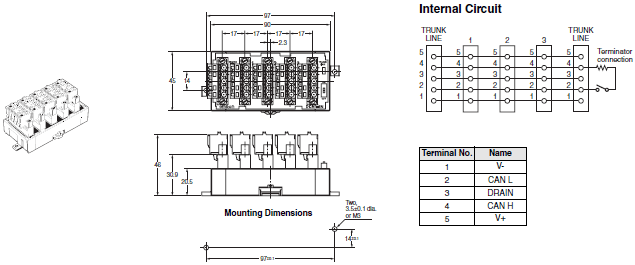 97
90
17
17
17
17
2.3
45
14
46
30.9
20.5
Mounting Dimensions
Two,
3.5±0.1 dia.
or M3
14±0.1
97±0.1
Internal Circuit
TRUNK
LINE
1
2
3
TRUNK
LINE
Terminator
connection
5 5 5 5 5
4 4 4 4 4
3 3 3 3 3
2 2 2 2 2
1 1 1 1 1
Terminal No. Name
1 V-
2 CAN L
3 DRAIN
4 CAN H
5 V+